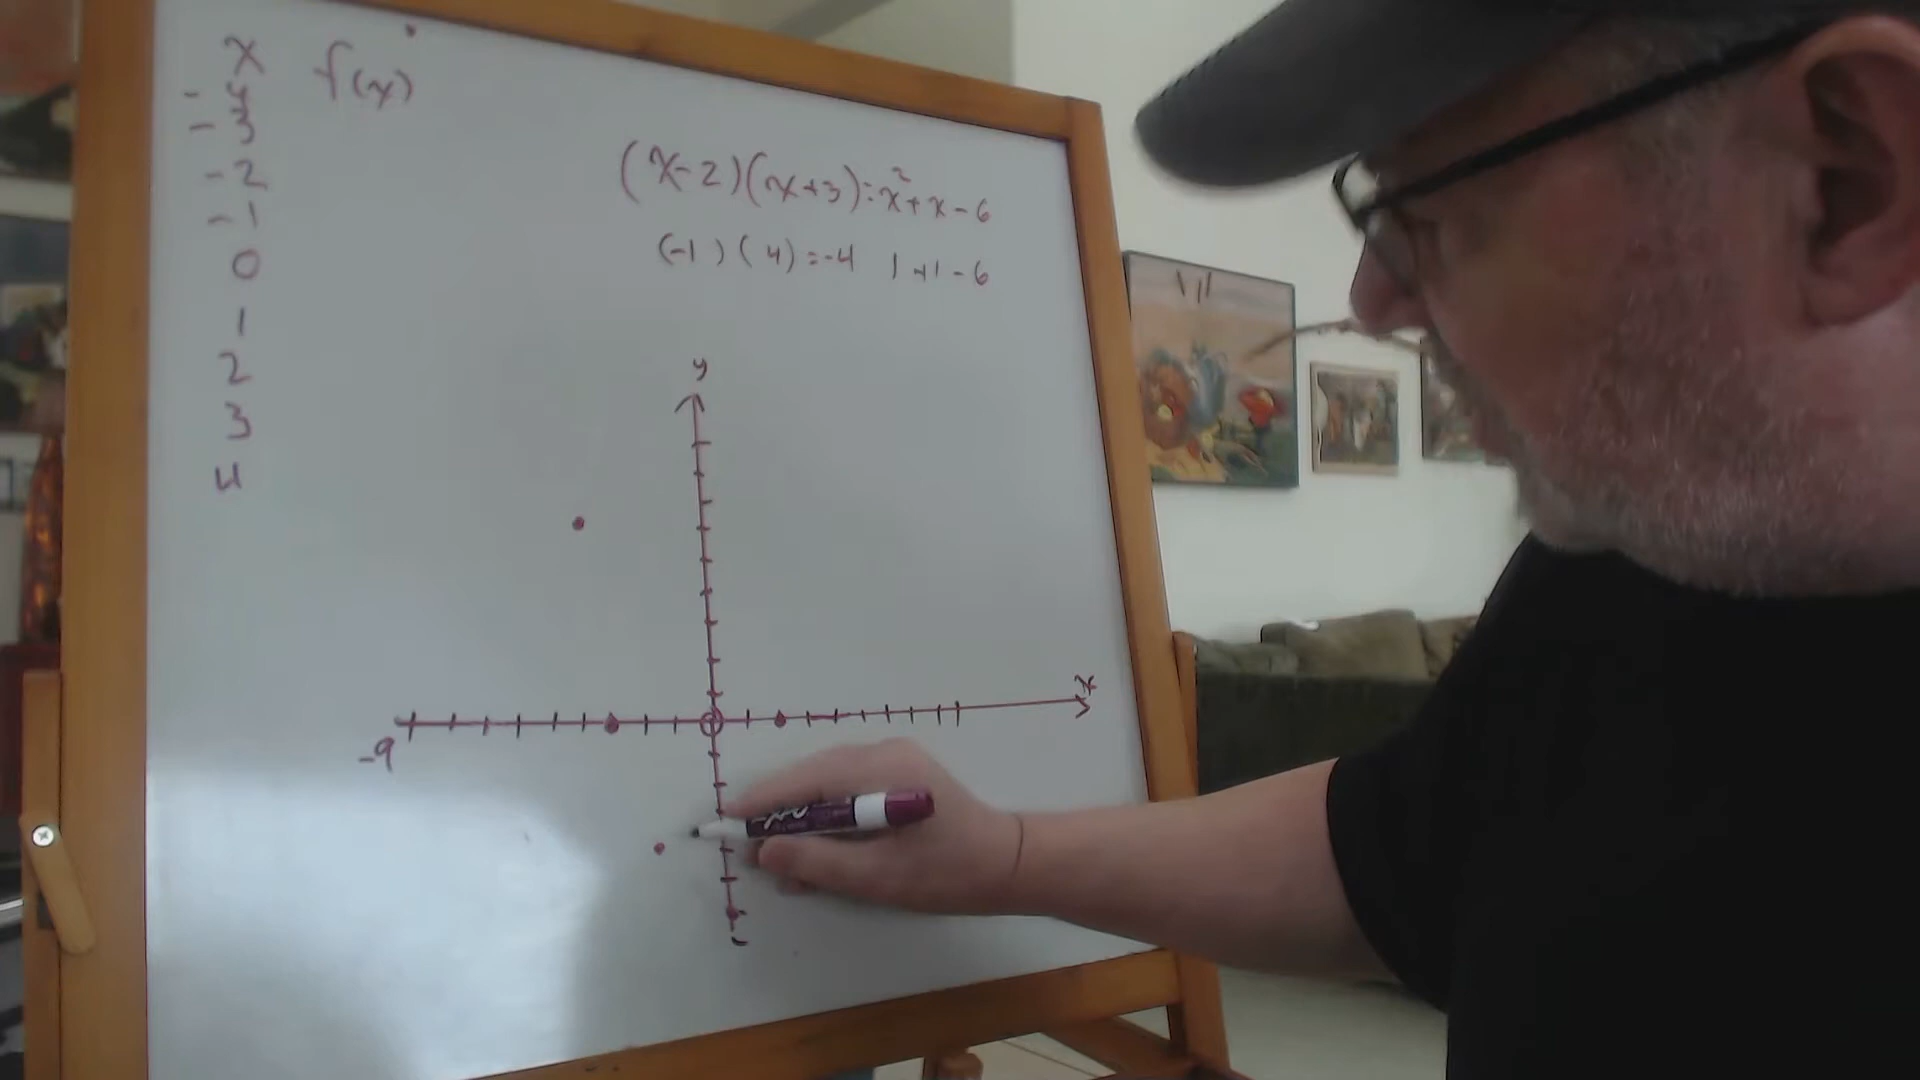 x f(x)
-4
-3
-2
-1
0
1
2
3
4
(x-2)(x+3)=x²+x-6
(-1)(4)=-4 1+1-6
y
x
-9